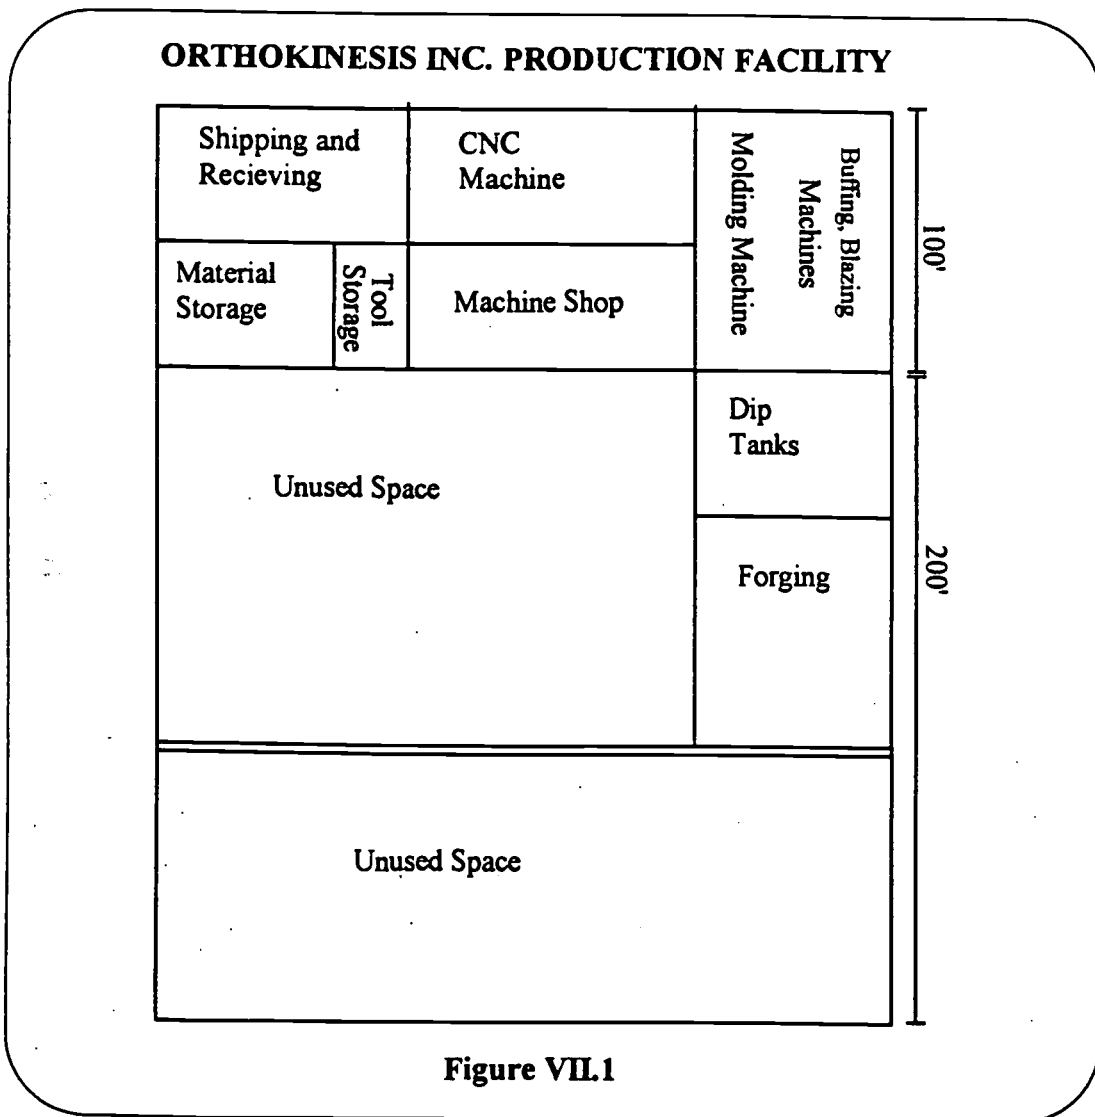 ORTHOKINESIS INC. PRODUCTION FACILITY
Shipping and
Recieving
CNC
Machine
Molding Machine
Buffing, Blazing
Machines
100'
Material
Storage
Tool
Storage
Machine Shop
Dip
Tanks
Unused Space
Forging
200'
Unused Space
Figure VII.1